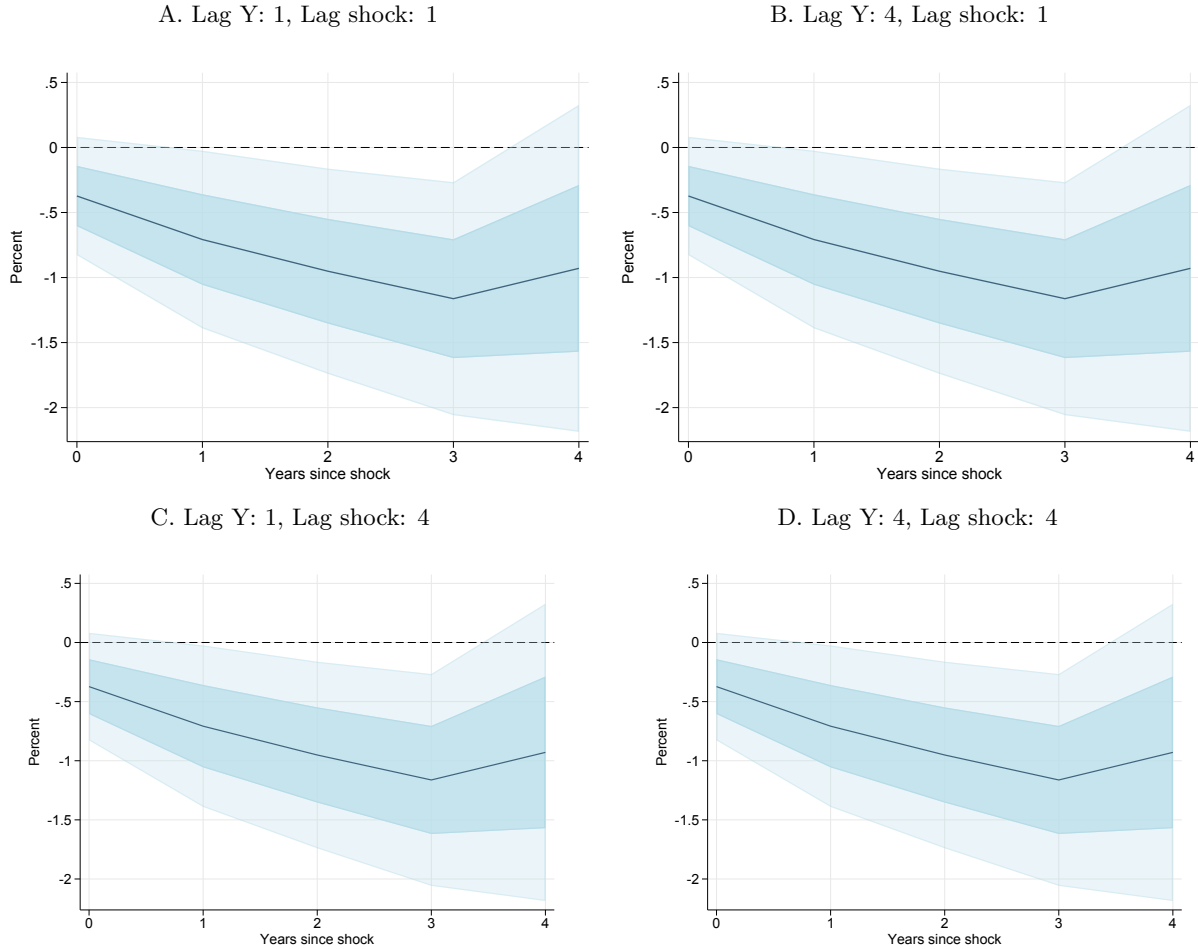 A. Lag Y: 1, Lag shock: 1
.5
0
-.5
-1
-1.5
-2
Percent
0 1 2 3 4
Years since shock
B. Lag Y: 4, Lag shock: 1
.5
0
-.5
-1
-1.5
-2
Percent
0 1 2 3 4
Years since shock
C. Lag Y: 1, Lag shock: 4
.5
0
-.5
-1
-1.5
-2
Percent
0 1 2 3 4
Years since shock
D. Lag Y: 4, Lag shock: 4
.5
0
-.5
-1
-1.5
-2
Percent
0 1 2 3 4
Years since shock